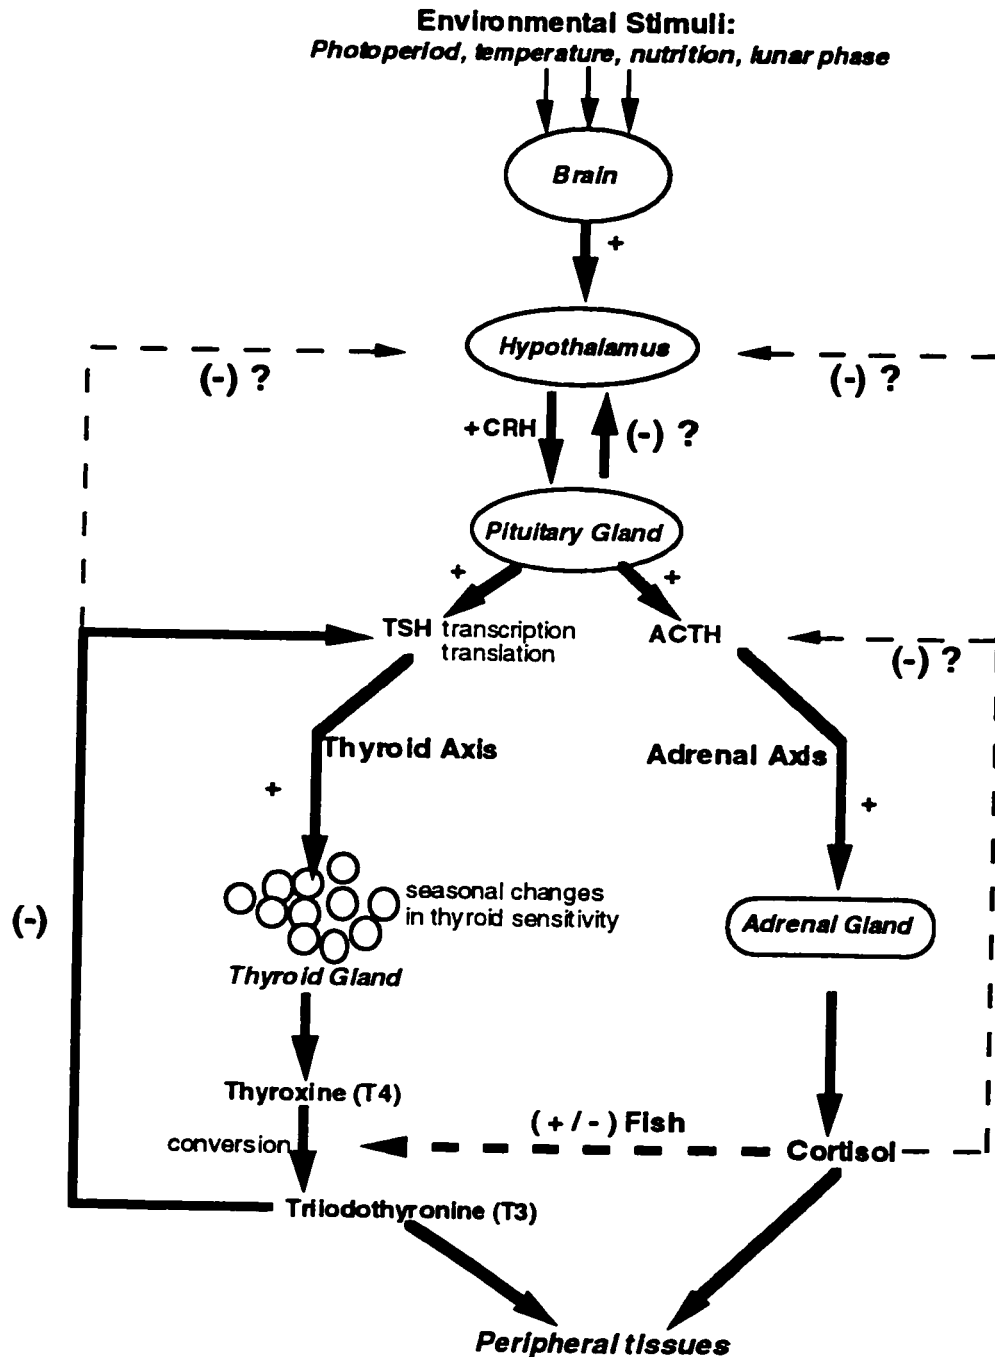 Environmental Stimuli:
Photoperiod, temperature, nutrition, lunar phase
Brain
+
Hypothalamus
(-) ?
(-) ?
+CRH
(-) ?
Pituitary Gland
+
+
TSH transcription
translation
ACTH
(-) ?
Thyroid Axis
Adrenal Axis
+
+
seasonal changes
in thyroid sensitivity
(-)
Adrenal Gland
Thyroid Gland
Thyroxine (T4)
(+/-) Fish
conversion
Cortisol
Triiodothyronine (T3)
Peripheral tissues